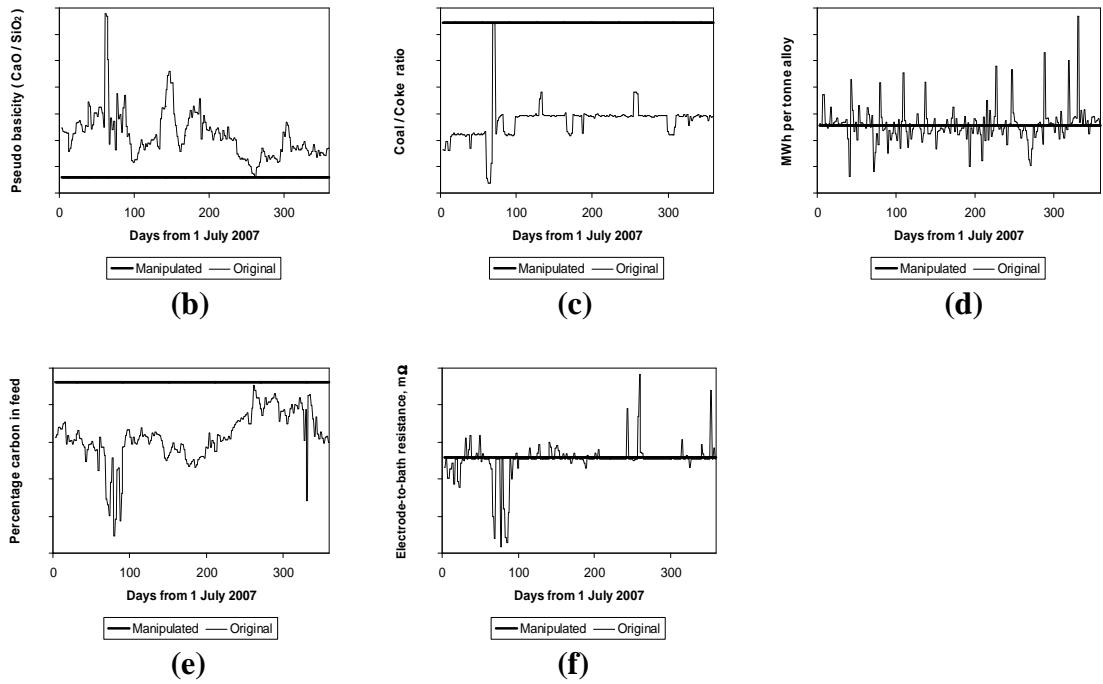 Pseudo basicity (CaO / SiO₂)
0 100 200 300
Days from 1 July 2007
Manipulated Original
(b)
Coal / Coke ratio
0 100 200 300
Days from 1 July 2007
Manipulated Original
(c)
MWh per tonne alloy
0 100 200 300
Days from 1 July 2007
Manipulated Original
(d)
Percentage carbon in feed
0 100 200 300
Days from 1 July 2007
Manipulated Original
(e)
Electrode-to-bath resistance, mΩ
0 100 200 300
Days from 1 July 2007
Manipulated Original
(f)